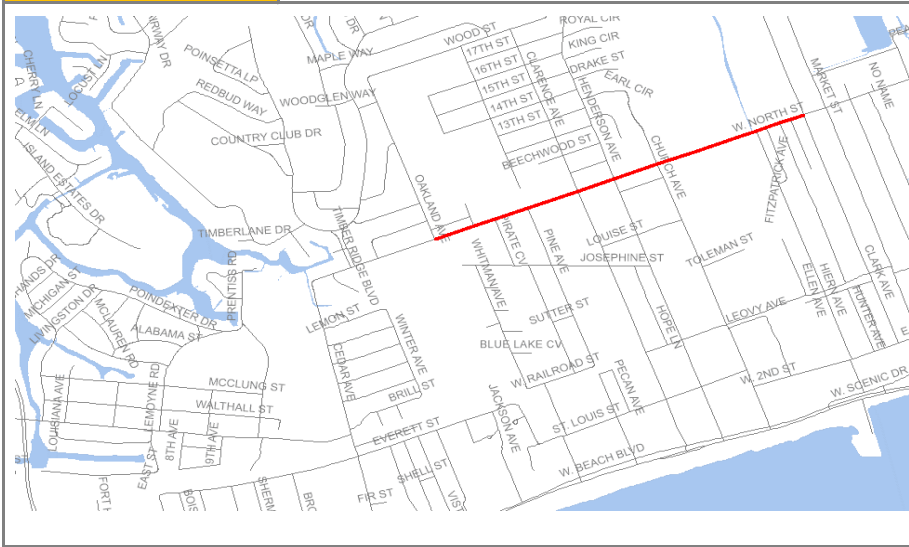 ROYAL CIR
WOOD ST
KING CIR
17TH ST
MAPLE WAY
POINSETTA LP
DRAKE ST
16TH ST
CLARENCE AVE
EARL CIR
15TH ST
REDBUD WAY
WOODGLEN WAY
14TH ST
HENDERSON AVE
13TH ST
MARKET ST
NO NAME
CHERRY LN
LOCUST LN
ELM LN
COUNTRY CLUB DR
W. NORTH ST
BEECHWOOD ST
CHURCH AVE
FITZPATRICK AVE
ISLAND ESTATES DR
OAKLAND AVE
TIMBERLANE DR
TIMBER RIDGE BLVD
PIRATE CV
LOUISE ST
PINE AVE
WHITMAN AVE
JOSEPHINE ST
TOLEMAN ST
CLARK AVE
PRENTISS RD
HIERN AVE
ELLEN AVE
HUNTER AVE
MICHIGAN ST
LIVINGSTON DR
POINDEXTER DR
MCLAUREN RD
ALABAMA ST
LEMON ST
WINTER AVE
SUTTER ST
HOPE LN
LEOVY AVE
BLUE LAKE CV
CEDAR AVE
MCCLUNG ST
W. RAILROAD ST
PECAN AVE
W. 2ND ST
W. SCENIC DR
BRILL ST
LOUISIANA AVE
LEMOYNE RD
WALTHALL ST
JACKSON AVE
ST. LOUIS ST
8TH AVE
9TH AVE
EVERETT ST
EAST ST
W. BEACH BLVD
SHELL ST
FIR ST